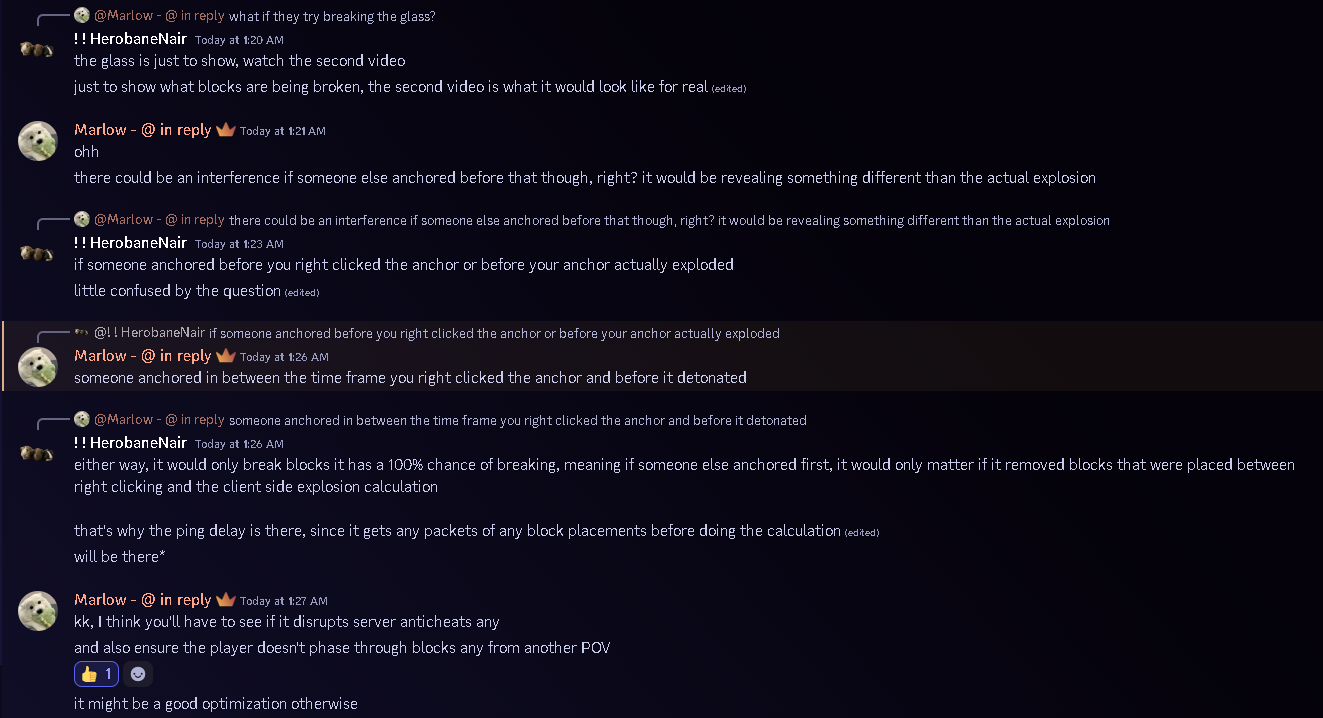 @Marlow - @ in reply what if they try breaking the glass?
!! HerobaneNair Today at 1:20 AM
the glass is just to show, watch the second video
just to show what blocks are being broken, the second video is what it would look like for real (edited)
Marlow - @ in reply Today at 1:21 AM
ohh
there could be an interference if someone else anchored before that though, right? it would be revealing something different than the actual explosion
@Marlow - @ in reply there could be an interference if someone else anchored before that though, right? it would be revealing something different than the actual explosion
!! HerobaneNair Today at 1:23 AM
if someone anchored before you right clicked the anchor or before your anchor actually exploded
little confused by the question (edited)
@!! HerobaneNair if someone anchored before you right clicked the anchor or before your anchor actually exploded
Marlow - @ in reply Today at 1:26 AM
someone anchored in between the time frame you right clicked the anchor and before it detonated
@Marlow - @ in reply someone anchored in between the time frame you right clicked the anchor and before it detonated
!! HerobaneNair Today at 1:26 AM
either way, it would only break blocks it has a 100% chance of breaking, meaning if someone else anchored first, it would only matter if it removed blocks that were placed between
right clicking and the client side explosion calculation
that's why the ping delay is there, since it gets any packets of any block placements before doing the calculation (edited)
will be there*
Marlow - @ in reply Today at 1:27 AM
kk, I think you'll have to see if it disrupts server anticheats any
and also ensure the player doesn't phase through blocks any from another POV
1
it might be a good optimization otherwise